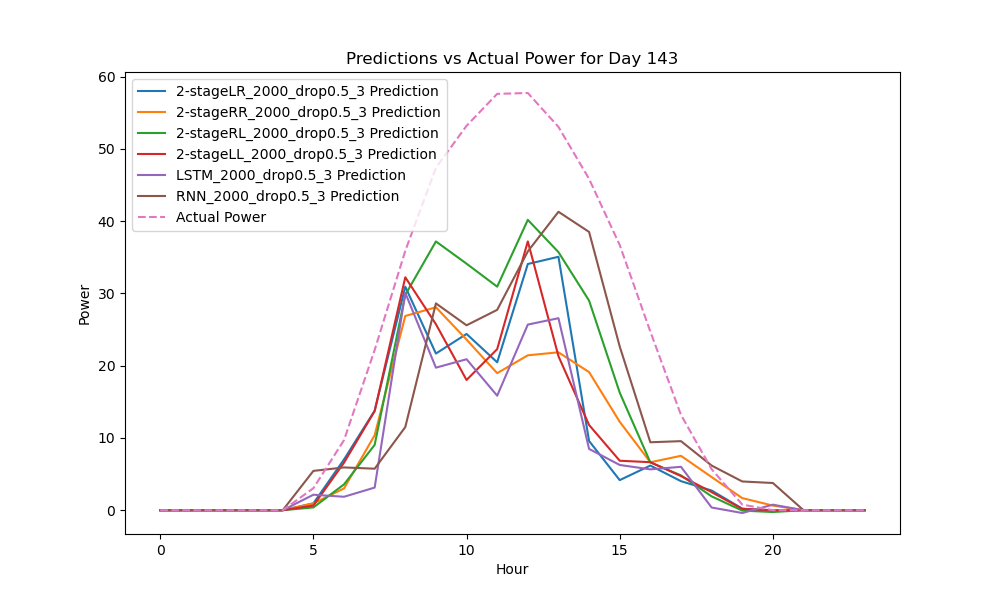 Predictions vs Actual Power for Day 143
60
50
40
30
20
10
0
Power
2-stageLR_2000_drop0.5_3 Prediction
2-stageRR_2000_drop0.5_3 Prediction
2-stageRL_2000_drop0.5_3 Prediction
2-stageLL_2000_drop0.5_3 Prediction
LSTM_2000_drop0.5_3 Prediction
RNN_2000_drop0.5_3 Prediction
Actual Power
0 5 10 15 20
Hour